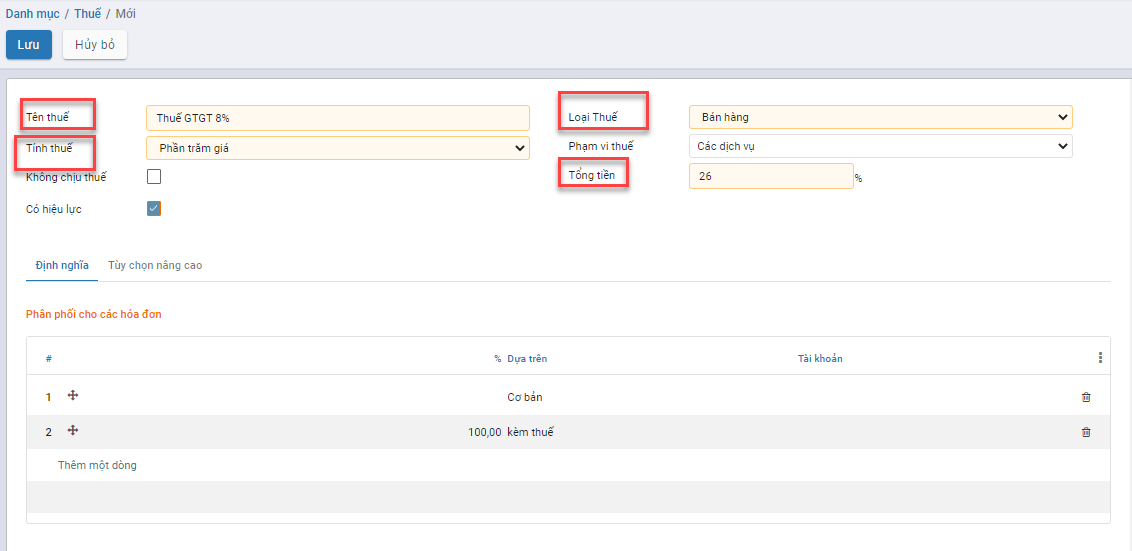 Danh mục / Thuế / Mới
Lưu Hủy bỏ
Tên thuế Thuế GTGT 8% Loại Thuế Bán hàng
Tính thuế Phần trăm giá Phạm vi thuế Các dịch vụ
Không chịu thuế Tổng tiền 26 %
Có hiệu lực
Định nghĩa Tùy chọn nâng cao
Phân phối cho các hóa đơn
# % Dựa trên Tài khoản
1 Cơ bản
2 100,00 kèm thuế
Thêm một dòng